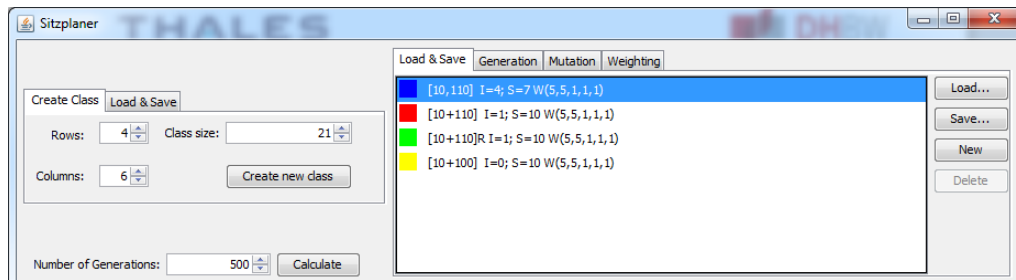 Sitzplaner
THALES
DHBW
Load & Save Generation Mutation Weighting
[10,110] I=4; S=7 W(5,5,1,1,1)
[10+110] I=1; S=10 W(5,5,1,1,1)
[10+110]R I=1; S=10 W(5,5,1,1,1)
[10+100] I=0; S=10 W(5,5,1,1,1)
Load...
Save...
New
Delete
Create Class Load & Save
Rows: 4 Class size: 21
Columns: 6 Create new class
Number of Generations: 500 Calculate